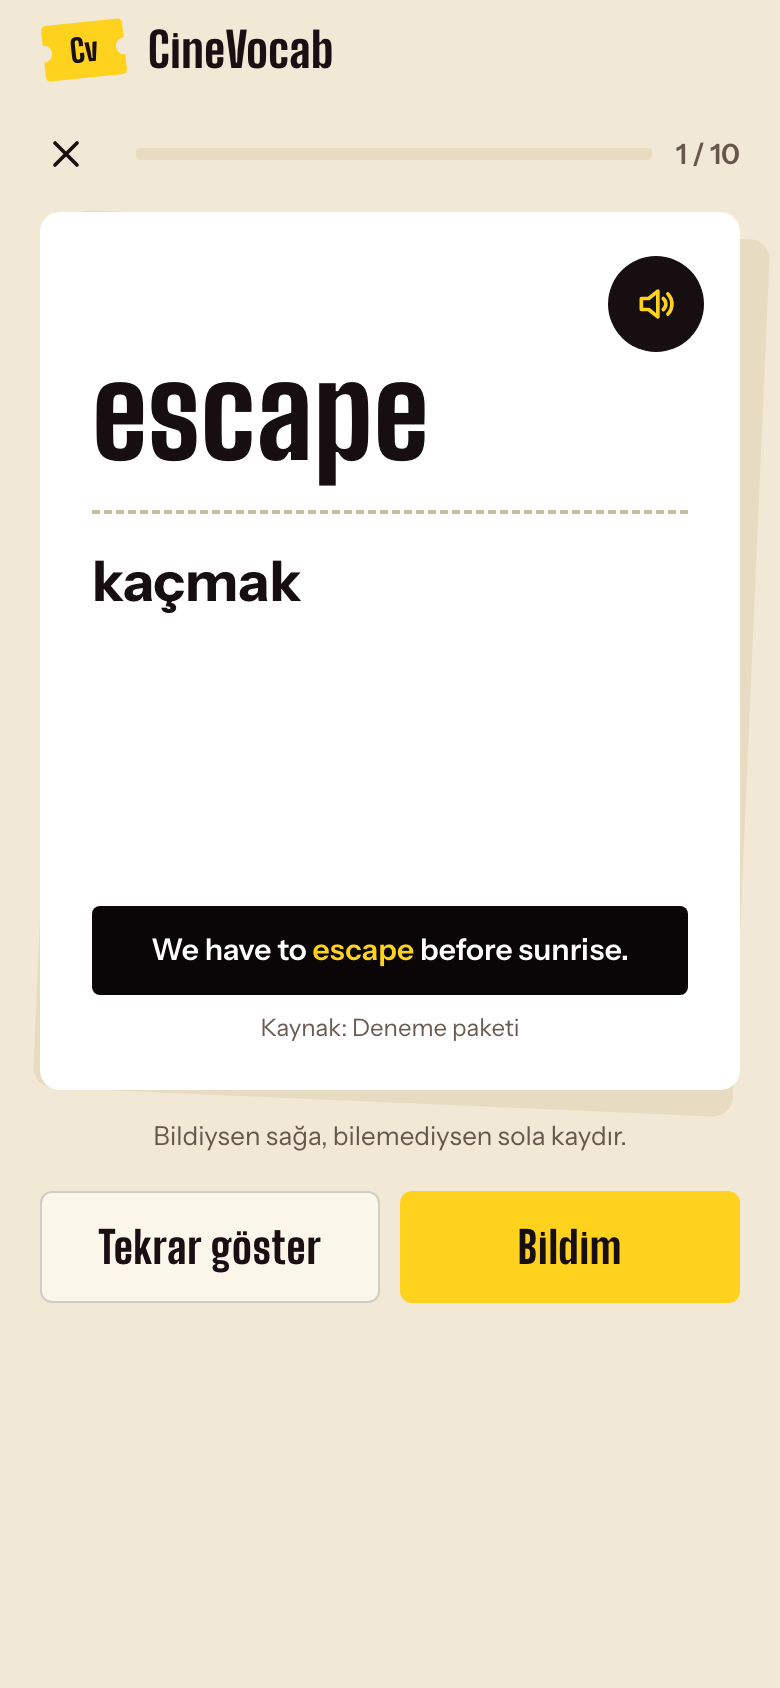 Cv CineVocab
1 / 10
escape
kaçmak
We have to escape before sunrise.
Kaynak: Deneme paketi
Bildiysen sağa, bilemediysen sola kaydır.
Tekrar göster
Bildim